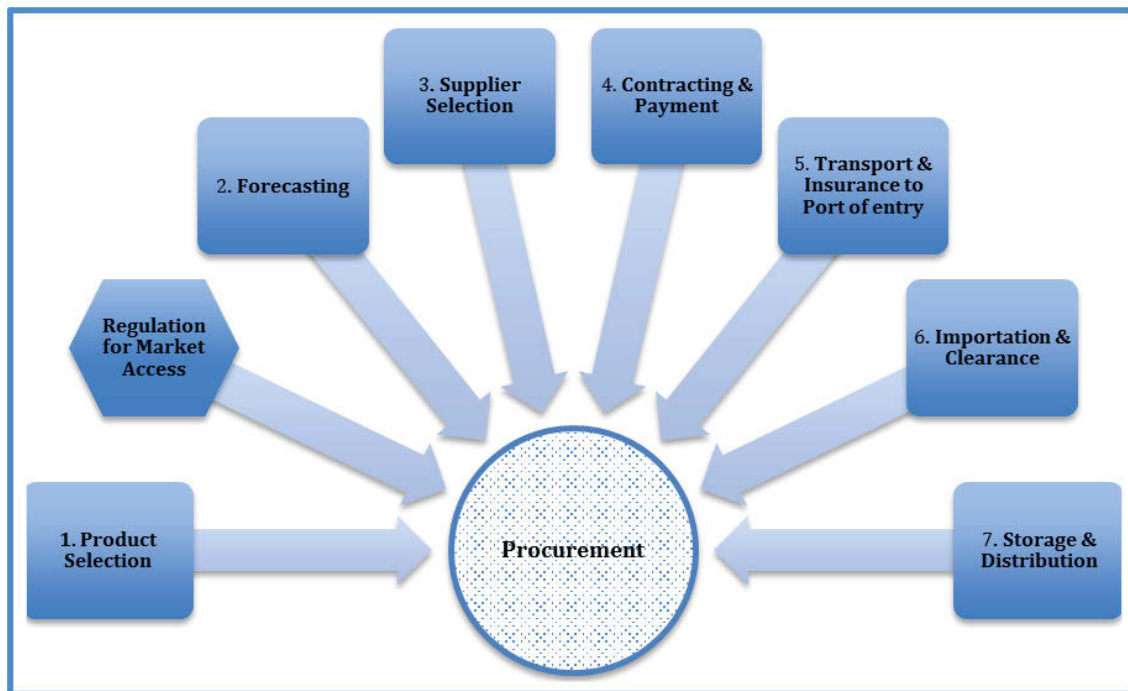 1. Product
Selection
Regulation
for Market
Access
2. Forecasting
3. Supplier
Selection
4. Contracting &
Payment
5. Transport &
Insurance to
Port of entry
6. Importation &
Clearance
7. Storage &
Distribution
Procurement